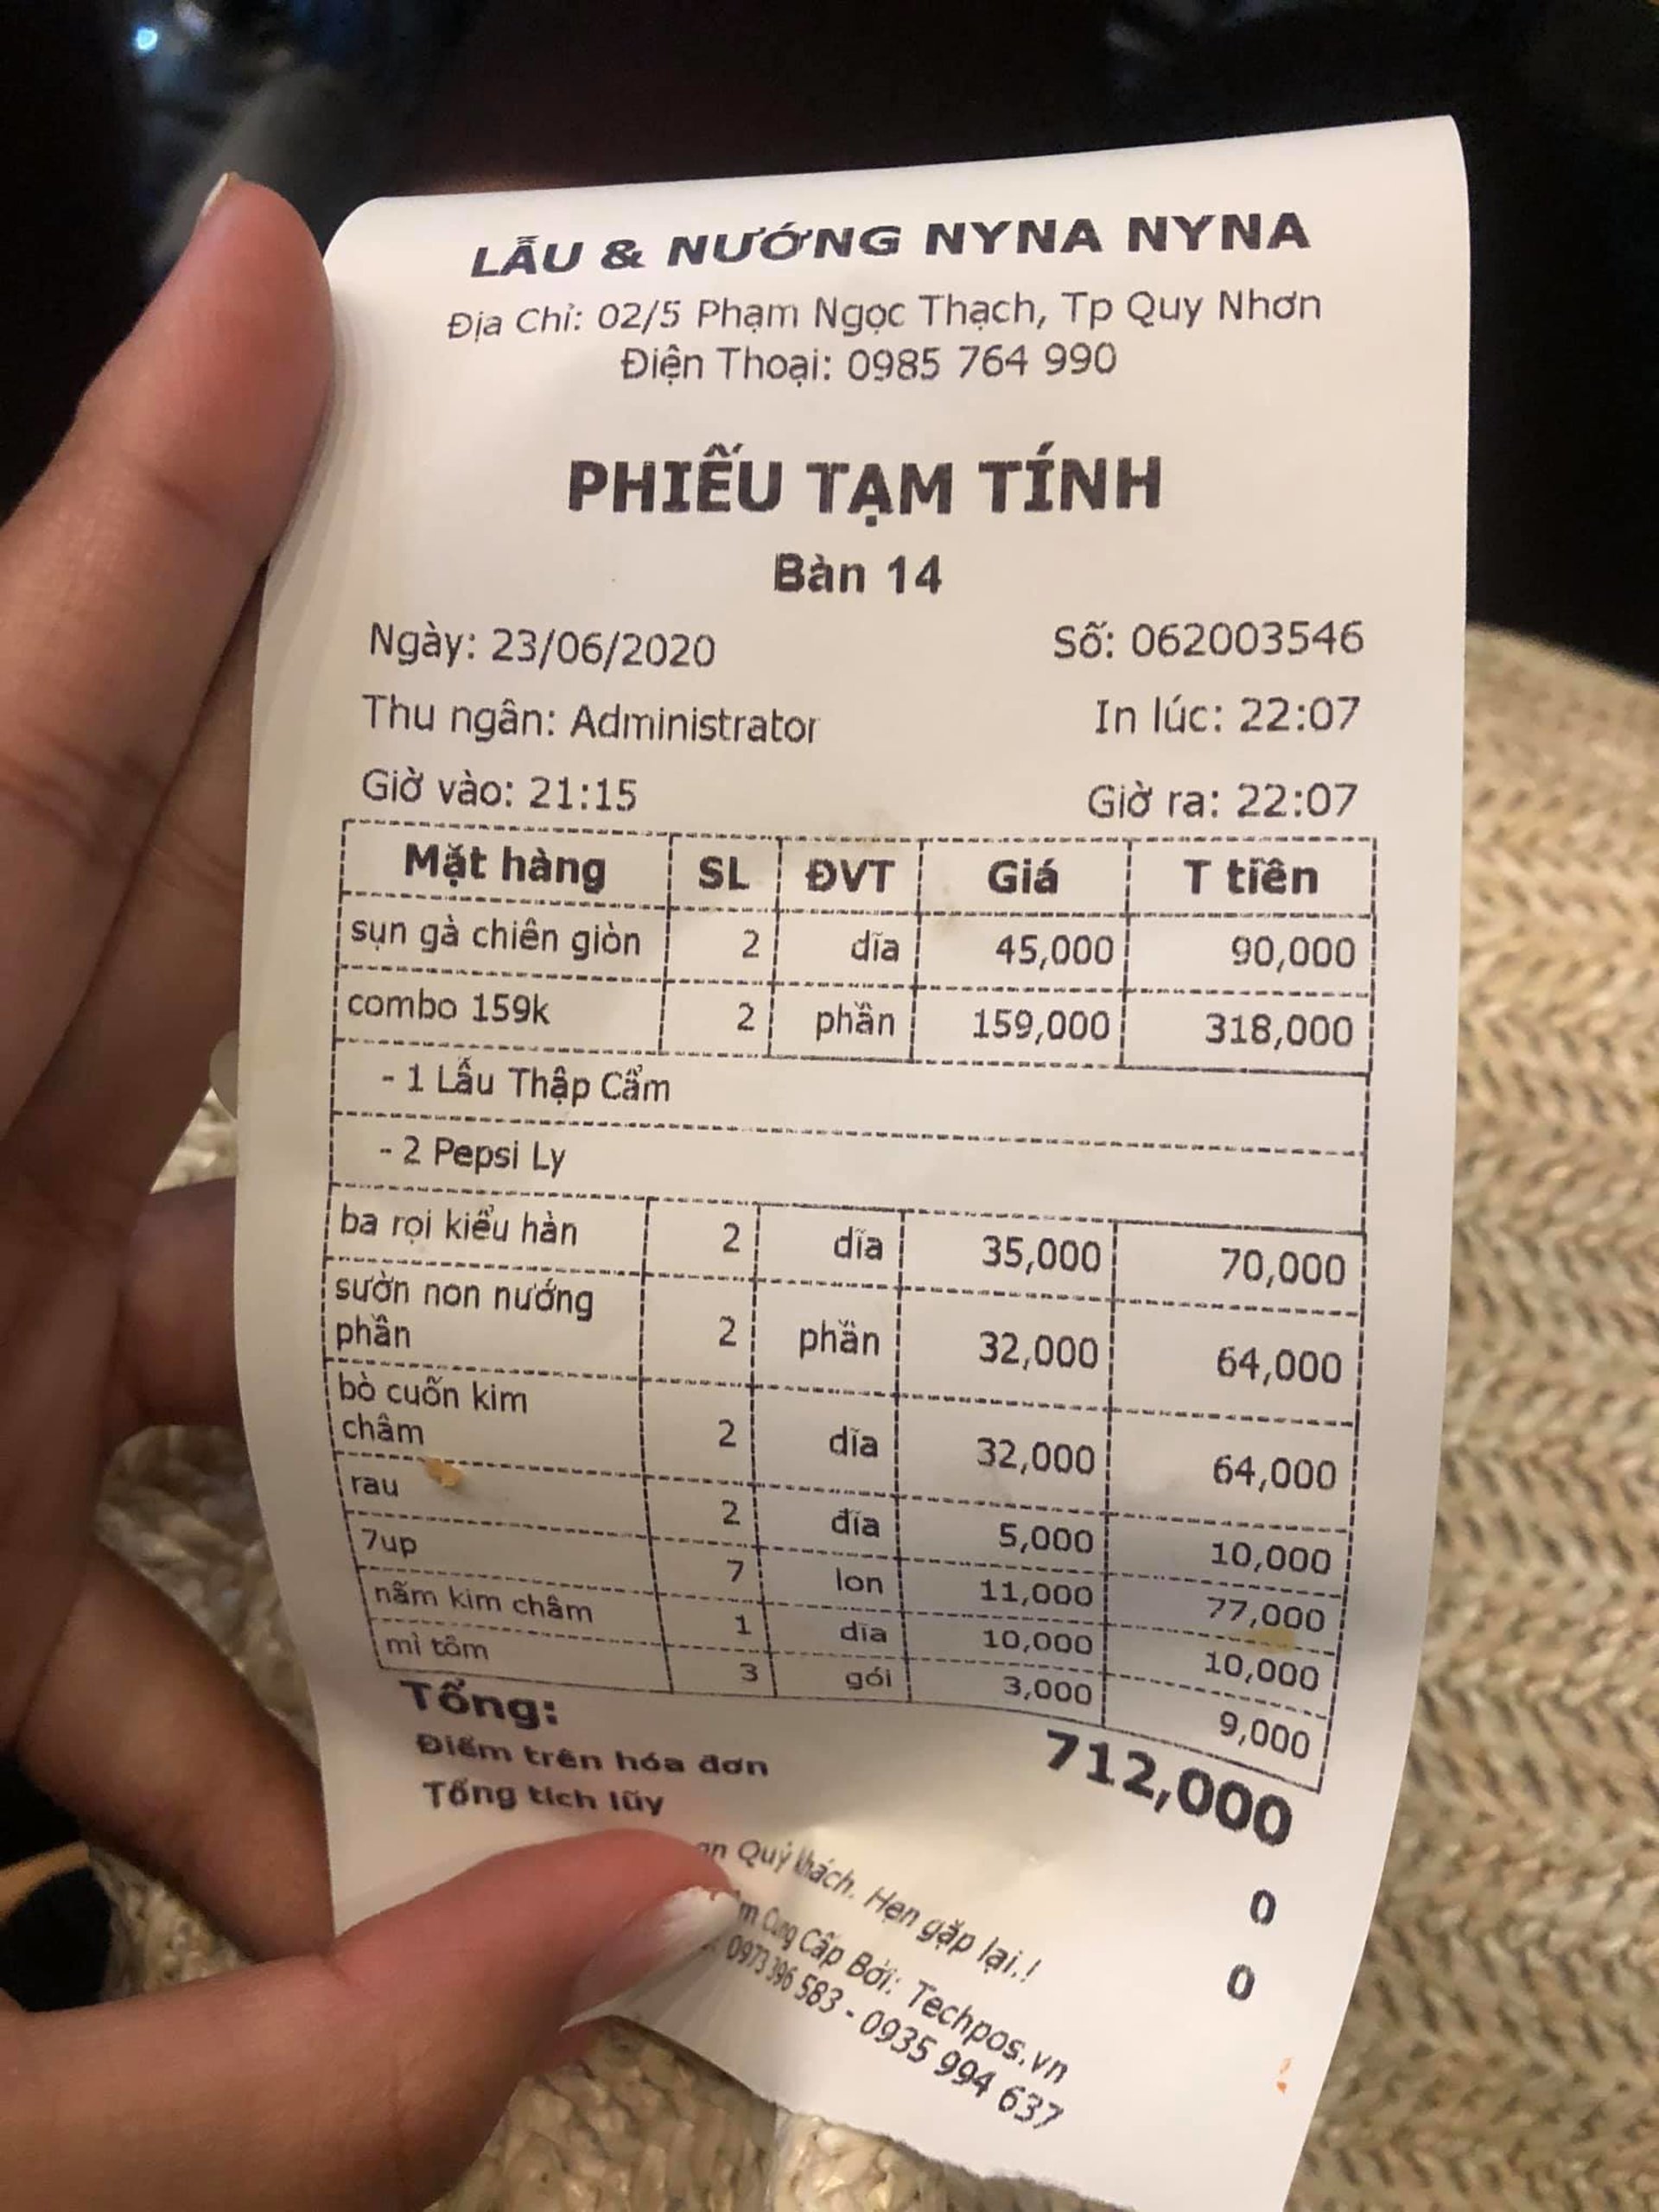 LẨU & NƯỚNG NYNA NYNA
Địa Chỉ: 02/5 Phạm Ngọc Thạch, Tp Quy Nhơn
Điện Thoại: 0985 764 990
PHIẾU TẠM TÍNH
Bàn 14
Ngày: 23/06/2020 Số: 062003546
Thu ngân: Administrator In lúc: 22:07
Giờ vào: 21:15 Giờ ra: 22:07
Mặt hàng SL ĐVT Giá T tiền
sụn gà chiên giòn 2 dĩa 45,000 90,000
combo 159k 2 phần 159,000 318,000
- 1 Lẩu Thập Cẩm
- 2 Pepsi Ly
ba rọi kiểu hàn 2 dĩa 35,000 70,000
sườn non nướng
phần 2 phần 32,000 64,000
bò cuốn kim
châm 2 dĩa 32,000 64,000
rau 2 đĩa 5,000 10,000
7up 7 lon 11,000 77,000
nấm kim châm 1 dĩa 10,000 10,000
mì tôm 3 gói 3,000 9,000
Tổng: 712,000
Điểm trên hóa đơn 0
Tổng tích lũy 0
Quý khách. Hẹn gặp lại.!
Cung Cấp Bởi: Techpos.vn
0973 396 583 - 0935 994 637